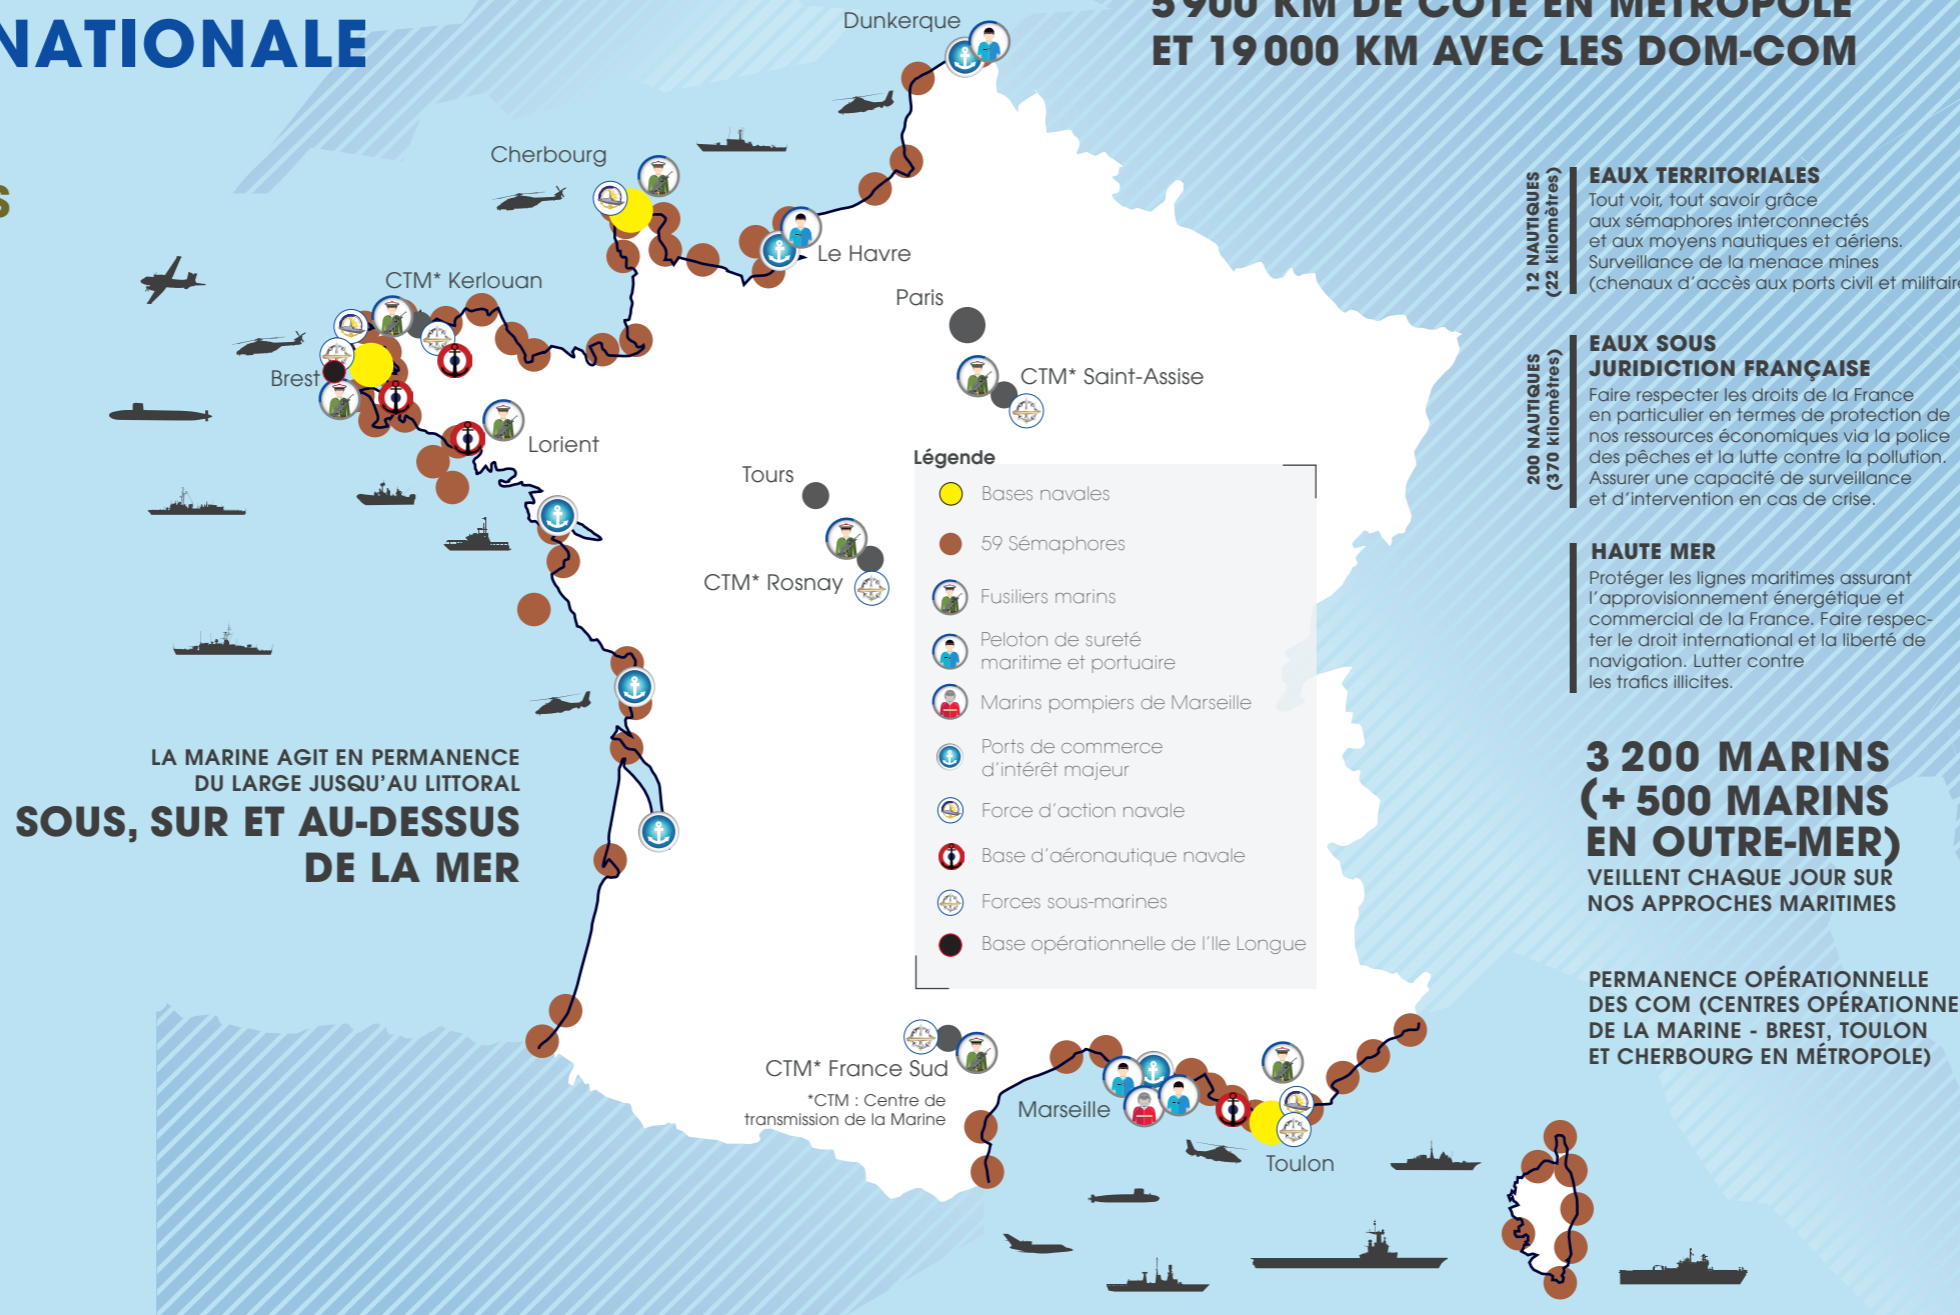 NATIONALE
5 900 KM DE CÔTE EN MÉTROPOLE
ET 19 000 KM AVEC LES DOM-COM
S
Dunkerque
Cherbourg
Le Havre
CTM* Kerlouan
Paris
Brest
CTM* Saint-Assise
Lorient
Tours
CTM* Rosnay
Légende
Bases navales
59 Sémaphores
Fusiliers marins
Peloton de sureté
maritime et portuaire
Marins pompiers de Marseille
Ports de commerce
d'intérêt majeur
Force d'action navale
Base d'aéronautique navale
Forces sous-marines
Base opérationnelle de l'Ile Longue
12 NAUTIQUES
(22 kilomètres)
EAUX TERRITORIALES
Tout voir, tout savoir grâce
aux sémaphores interconnectés
et aux moyens nautiques et aériens.
Surveillance de la menace mines
(chenaux d'accès aux ports civil et militaire
200 NAUTIQUES
(370 kilomètres)
EAUX SOUS
JURIDICTION FRANÇAISE
Faire respecter les droits de la France
en particulier en termes de protection de
nos ressources économiques via la police
des pêches et la lutte contre la pollution.
Assurer une capacité de surveillance
et d'intervention en cas de crise.
HAUTE MER
Protéger les lignes maritimes assurant
l'approvisionnement énergétique et
commercial de la France. Faire respec-
ter le droit international et la liberté de
navigation. Lutter contre
les trafics illicites.
LA MARINE AGIT EN PERMANENCE
DU LARGE JUSQU'AU LITTORAL
SOUS, SUR ET AU-DESSUS
DE LA MER
3 200 MARINS
(+ 500 MARINS
EN OUTRE-MER)
VEILLENT CHAQUE JOUR SUR
NOS APPROCHES MARITIMES
PERMANENCE OPÉRATIONNELLE
DES COM (CENTRES OPÉRATIONNE
DE LA MARINE - BREST, TOULON
ET CHERBOURG EN MÉTROPOLE)
CTM* France Sud
*CTM : Centre de
transmission de la Marine
Marseille
Toulon